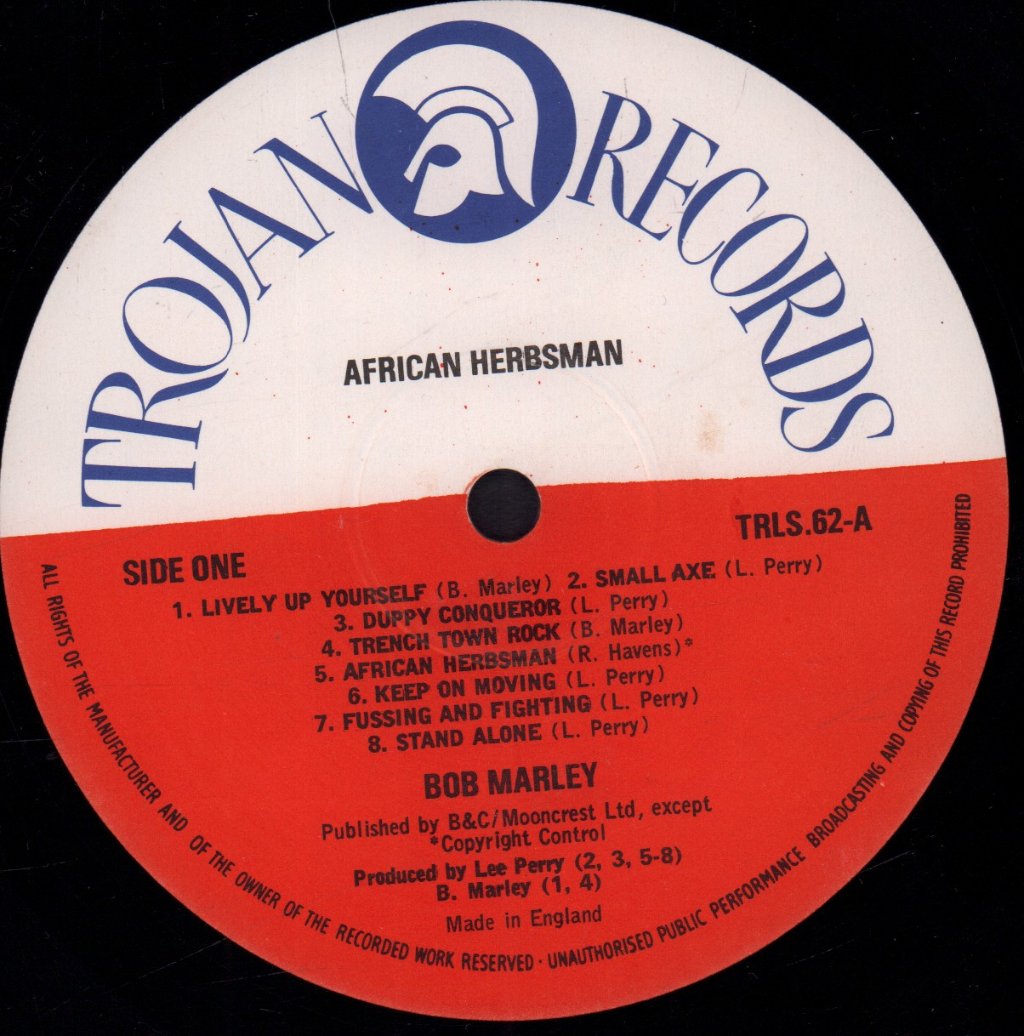 TROJAN RECORDS
AFRICAN HERBSMAN
TRLS.62-A
SIDE ONE
1. LIVELY UP YOURSELF (B. Marley) 2. SMALL AXE (L. Perry)
3. DUPPY CONQUEROR (L. Perry)
4. TRENCH TOWN ROCK (B. Marley)
5. AFRICAN HERBSMAN (R. Havens)*
6. KEEP ON MOVING (L. Perry)
7. FUSSING AND FIGHTING (L. Perry)
8. STAND ALONE (L. Perry)
BOB MARLEY
Published by B&C/Mooncrest Ltd, except
*Copyright Control
Produced by Lee Perry (2, 3, 5-8)
B. Marley (1, 4)
Made in England
ALL RIGHTS OF THE MANUFACTURER AND OF THE OWNER OF THE RECORDED WORK RESERVED · UNAUTHORISED PUBLIC PERFORMANCE BROADCASTING AND COPYING OF THIS RECORD PROHIBITED